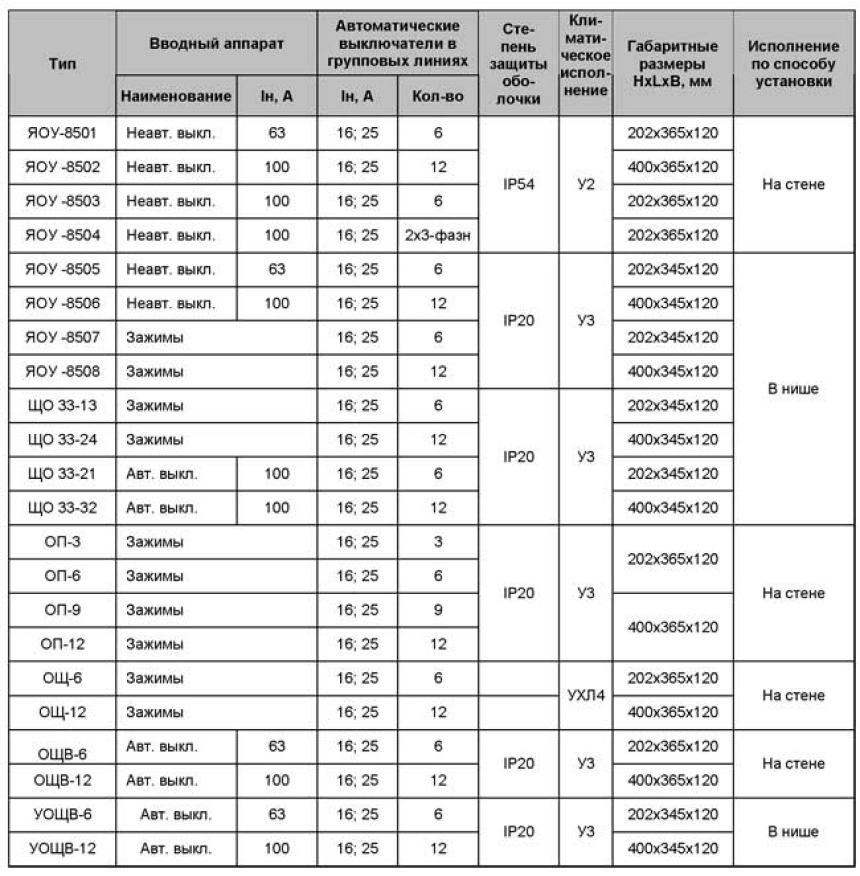 Тип
Вводный аппарат
Автоматические
выключатели в
групповых линиях
Сте-
пень
защиты
обо-
лочки
Кли-
мати-
ческое
испол-
нение
Габаритные
размеры
HxLxB, мм
Исполнение
по способу
установки
Наименование Iн, А Iн, А Кол-во
ЯОУ-8501 Неавт. выкл. 63 16; 25 6 202x365x120
ЯОУ -8502 Неавт. выкл. 100 16; 25 12 400x365x120
IP54 У2 На стене
ЯОУ -8503 Неавт. выкл. 100 16; 25 6 202x365x120
ЯОУ -8504 Неавт. выкл. 100 16; 25 2х3-фазн 202x365x120
ЯОУ -8505 Неавт. выкл. 63 16; 25 6 202x345x120
ЯОУ -8506 Неавт. выкл. 100 16; 25 12 400x345x120
IP20 У3
ЯОУ -8507 Зажимы 16; 25 6 202x345x120
ЯОУ -8508 Зажимы 16; 25 12 400x345x120
В нише
ЩО 33-13 Зажимы 16; 25 6 202x345x120
ЩО 33-24 Зажимы 16; 25 12 400x345x120
IP20 У3
ЩО 33-21 Авт. выкл. 100 16; 25 6 202x345x120
ЩО 33-32 Авт. выкл. 100 16; 25 12 400x345x120
ОП-3 Зажимы 16; 25 3
202x365x120
ОП-6 Зажимы 16; 25 6
IP20 У3 На стене
ОП-9 Зажимы 16; 25 9
400x365x120
ОП-12 Зажимы 16; 25 12
ОЩ-6 Зажимы 16; 25 6 202x365x120
УХЛ4 На стене
ОЩ-12 Зажимы 16; 25 12 400x365x120
ОЩВ-6 Авт. выкл. 63 16; 25 6 202x365x120
IP20 У3 На стене
ОЩВ-12 Авт. выкл. 100 16; 25 12 400x365x120
УОЩВ-6 Авт. выкл. 63 16; 25 6 202x345x120
IP20 У3 В нише
УОЩВ-12 Авт. выкл. 100 16; 25 12 400x345x120